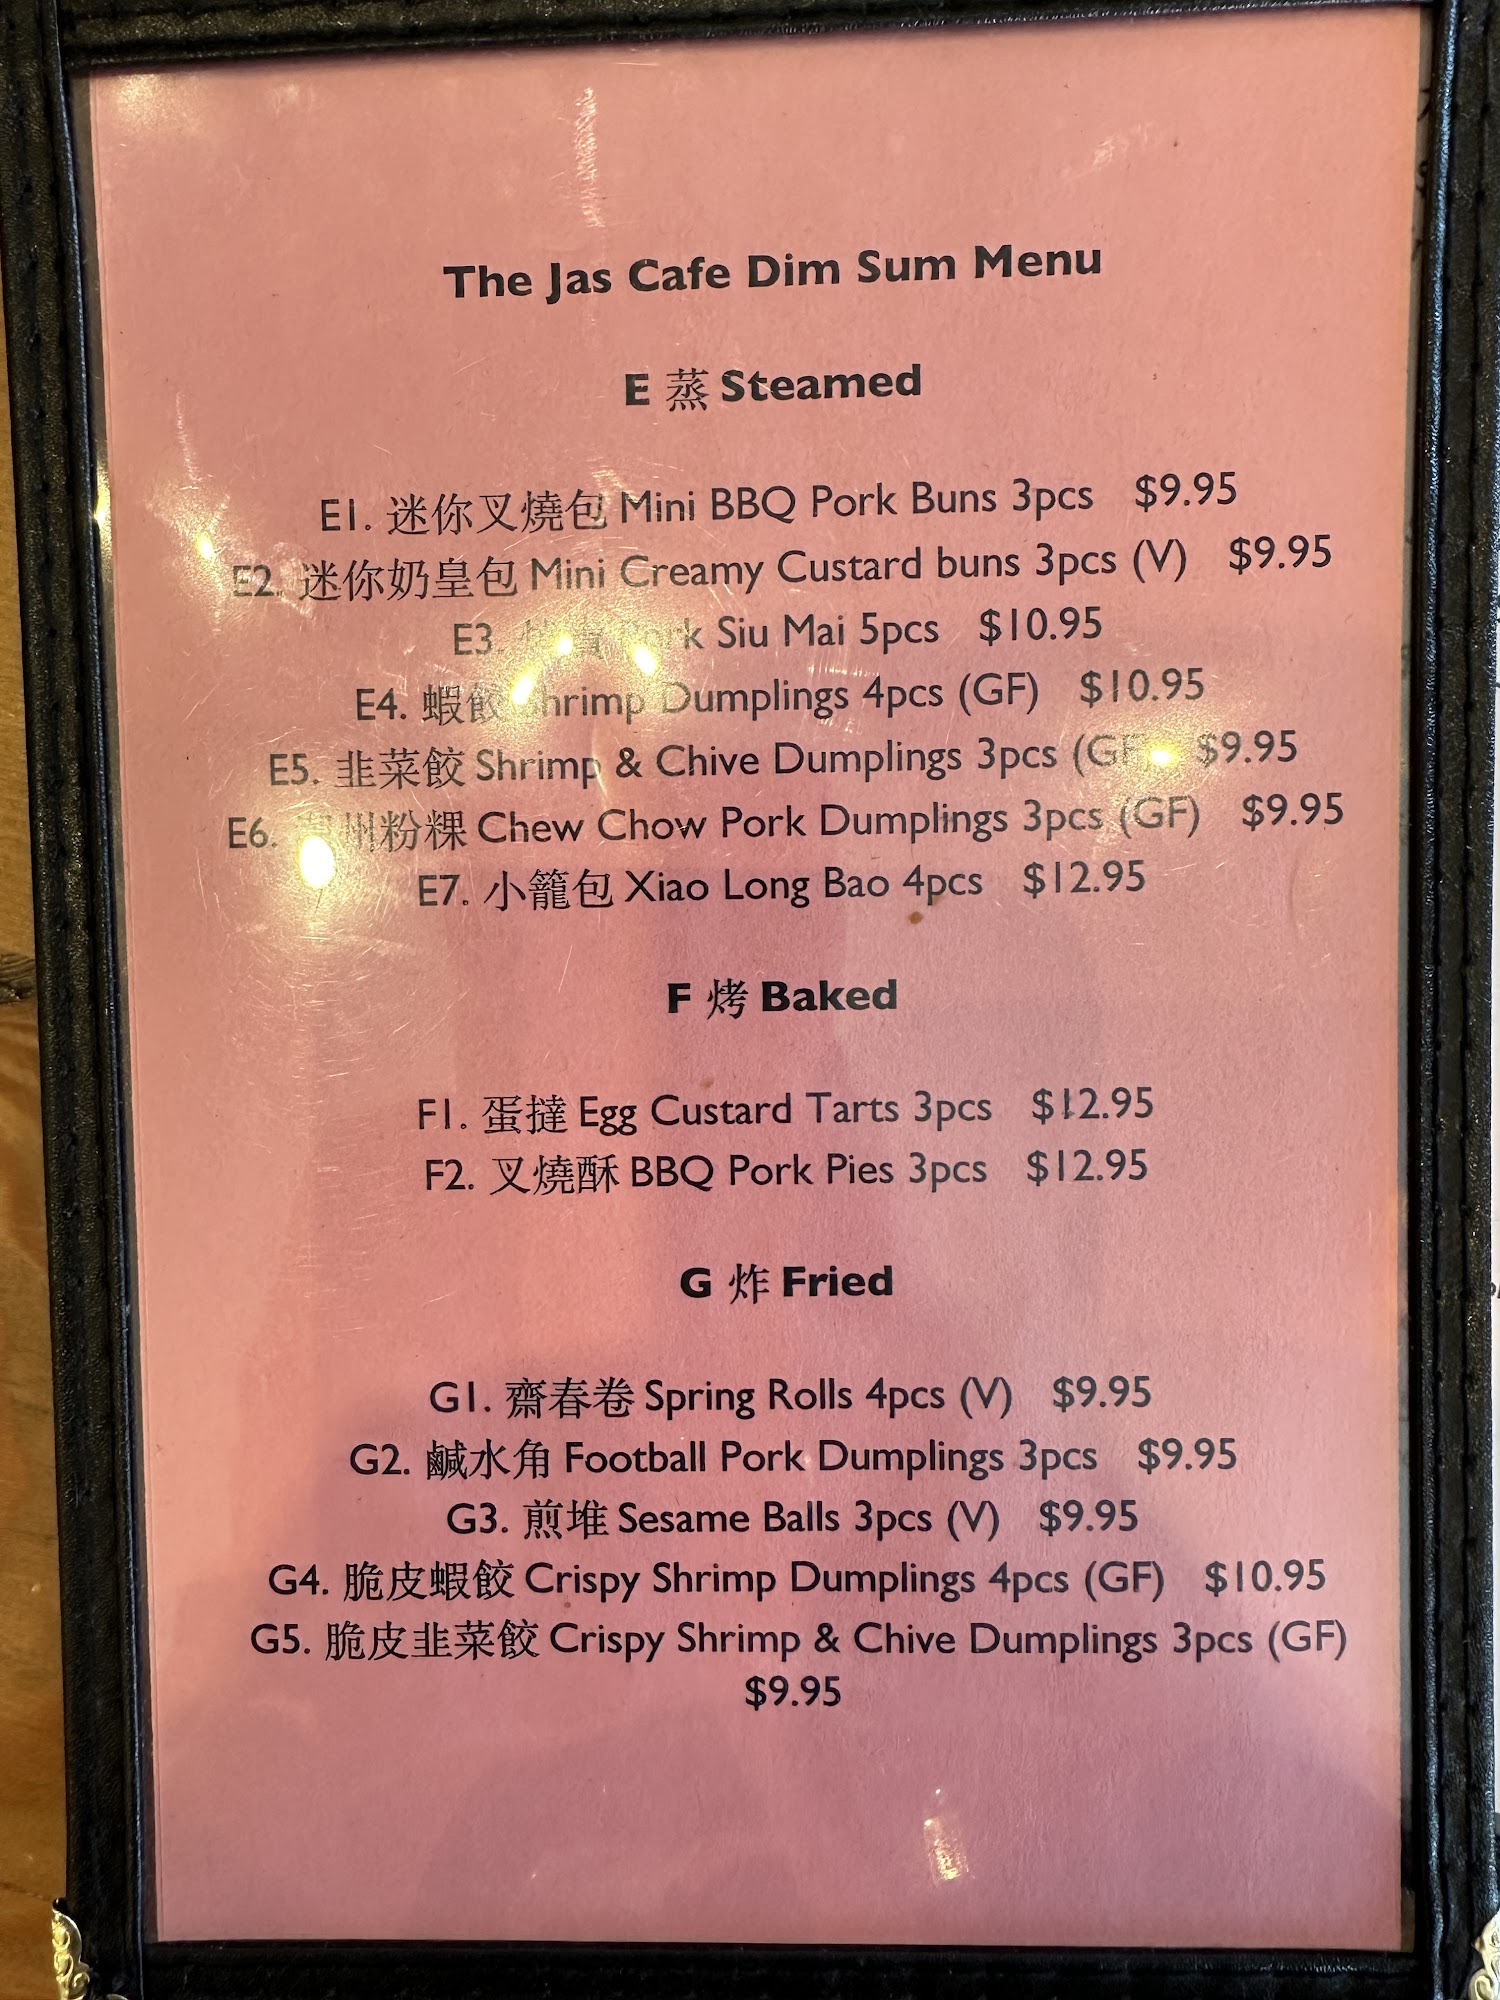 The Jas Cafe Dim Sum Menu
E 蒸 Steamed
E1. 迷你叉燒包 Mini BBQ Pork Buns 3pcs $9.95
E2. 迷你奶皇包 Mini Creamy Custard buns 3pcs (V) $9.95
E3. Pork Siu Mai 5pcs $10.95
E4. 蝦餃 Shrimp Dumplings 4pcs (GF) $10.95
E5. 韭菜餃 Shrimp & Chive Dumplings 3pcs (GF) $9.95
E6. 州粉粿 Chew Chow Pork Dumplings 3pcs (GF) $9.95
E7. 小籠包 Xiao Long Bao 4pcs $12.95
F 烤 Baked
F1. 蛋撻 Egg Custard Tarts 3pcs $12.95
F2. 叉燒酥 BBQ Pork Pies 3pcs $12.95
G 炸 Fried
G1. 齋春卷 Spring Rolls 4pcs (V) $9.95
G2. 鹹水角 Football Pork Dumplings 3pcs $9.95
G3. 煎堆 Sesame Balls 3pcs (V) $9.95
G4. 脆皮蝦餃 Crispy Shrimp Dumplings 4pcs (GF) $10.95
G5. 脆皮韭菜餃 Crispy Shrimp & Chive Dumplings 3pcs (GF)
$9.95